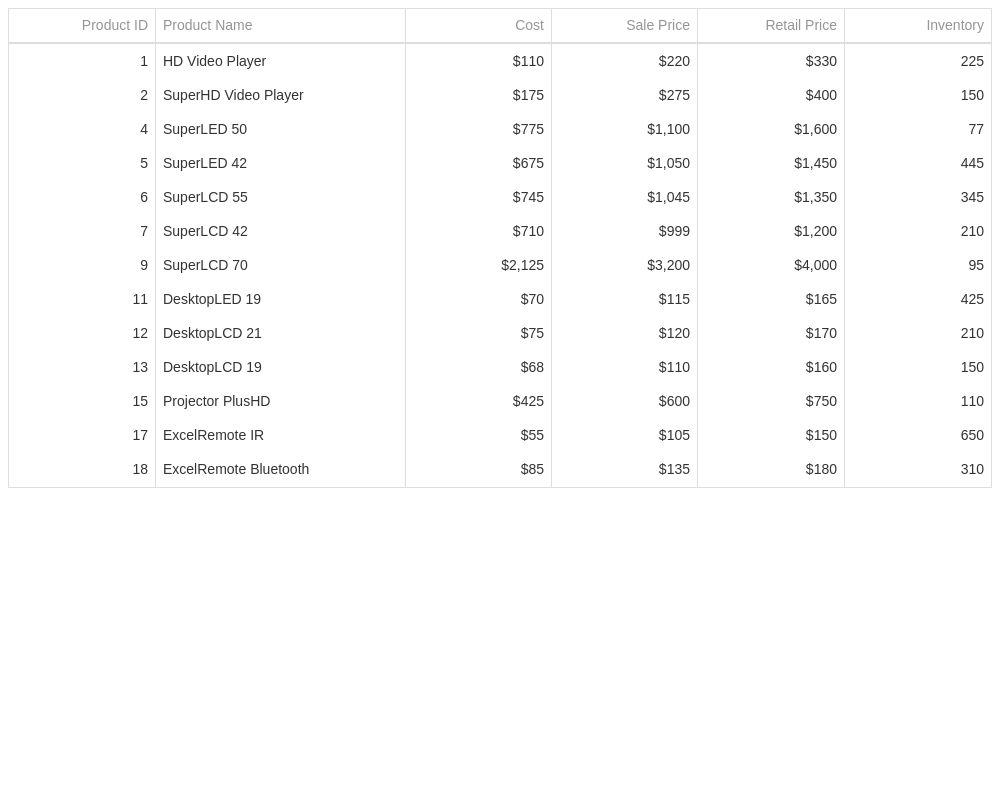 Product ID Product Name Cost Sale Price Retail Price Inventory
1 HD Video Player $110 $220 $330 225
2 SuperHD Video Player $175 $275 $400 150
4 SuperLED 50 $775 $1,100 $1,600 77
5 SuperLED 42 $675 $1,050 $1,450 445
6 SuperLCD 55 $745 $1,045 $1,350 345
7 SuperLCD 42 $710 $999 $1,200 210
9 SuperLCD 70 $2,125 $3,200 $4,000 95
11 DesktopLED 19 $70 $115 $165 425
12 DesktopLCD 21 $75 $120 $170 210
13 DesktopLCD 19 $68 $110 $160 150
15 Projector PlusHD $425 $600 $750 110
17 ExcelRemote IR $55 $105 $150 650
18 ExcelRemote Bluetooth $85 $135 $180 310